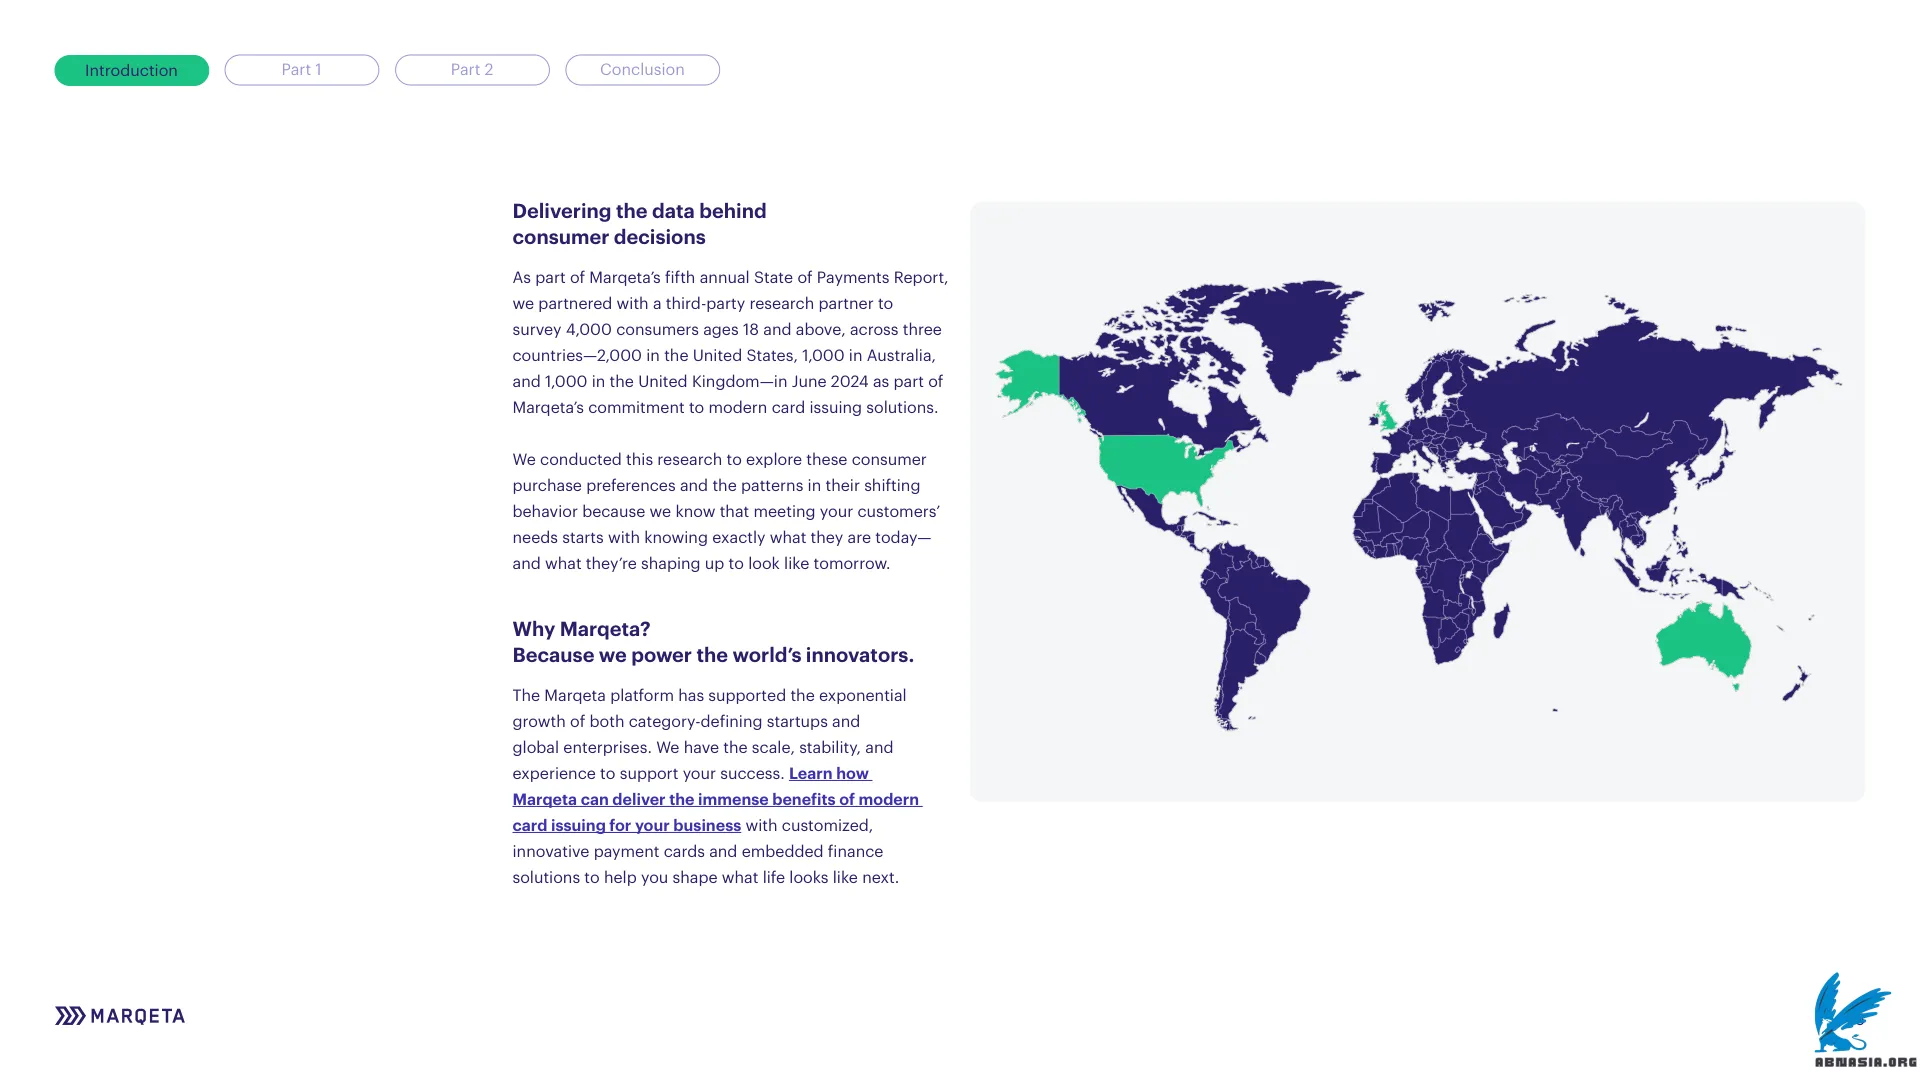 Introduction
Part 1
Part 2
Conclusion
Delivering the data behind
consumer decisions
As part of Marqeta’s fifth annual State of Payments Report,
we partnered with a third-party research partner to
survey 4,000 consumers ages 18 and above, across three
countries—2,000 in the United States, 1,000 in Australia,
and 1,000 in the United Kingdom—in June 2024 as part of
Marqeta’s commitment to modern card issuing solutions.
We conducted this research to explore these consumer
purchase preferences and the patterns in their shifting
behavior because we know that meeting your customers’
needs starts with knowing exactly what they are today—
and what they’re shaping up to look like tomorrow.
Why Marqeta?
Because we power the world’s innovators.
The Marqeta platform has supported the exponential
growth of both category-defining startups and
global enterprises. We have the scale, stability, and
experience to support your success. Learn how
Marqeta can deliver the immense benefits of modern
card issuing for your business with customized,
innovative payment cards and embedded finance
solutions to help you shape what life looks like next.
MARQETA
ABNASIA.ORG